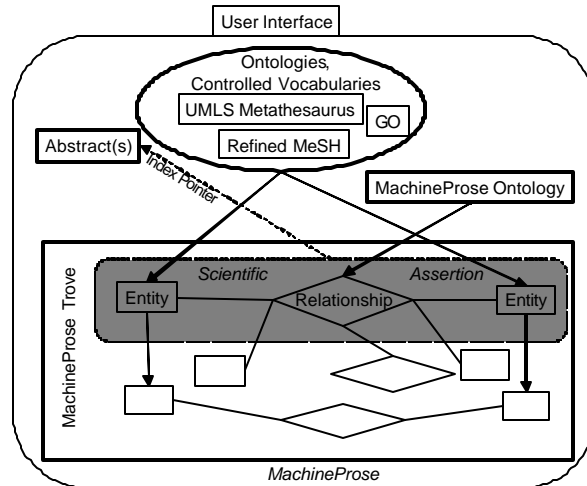 User Interface
Ontologies,
Controlled Vocabularies
UMLS Metathesaurus
GO
Refined MeSH
Abstract(s)
Index Pointer
MachineProse Ontology
MachineProse Trove
Scientific
Assertion
Entity
Relationship
Entity
MachineProse